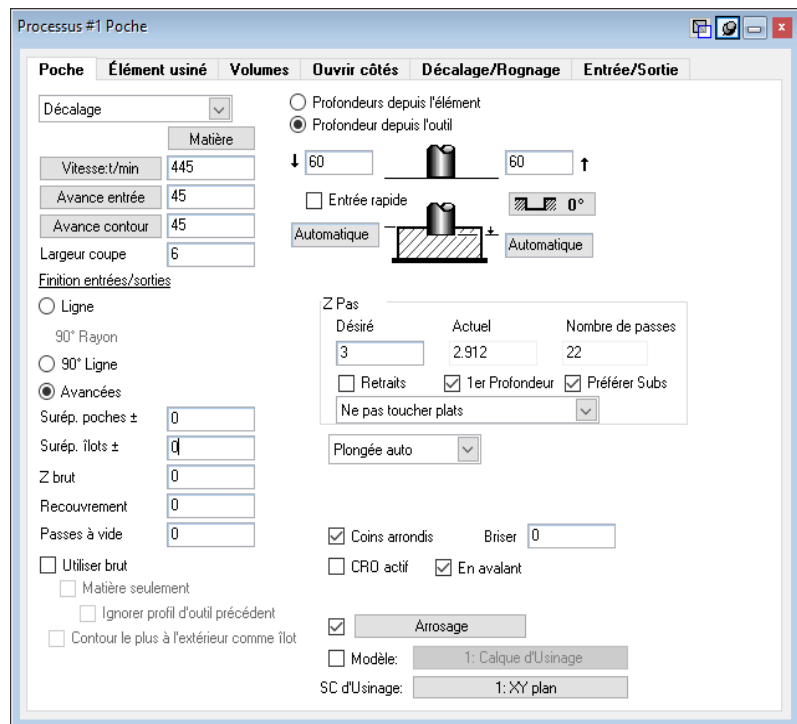 Processus #1 Poche
Poche Élément usiné Volumes Ouvrir côtés Décalage/Rognage Entrée/Sortie
Décalage
Profondeurs depuis l'élément
Profondeur depuis l'outil
Matière
Vitesse:t/min 445
60 60
Avance entrée 45
Entrée rapide
0°
Avance contour 45
Automatique
Automatique
Largeur coupe 6
Finition entrées/sorties
Ligne
90° Rayon
90° Ligne
Avancées
Z Pas
Désiré Actuel Nombre de passes
3 2.912 22
Retraits 1er Profondeur Préférer Subs
Ne pas toucher plats
Surép. poches ± 0
Surép. îlots ± 0
Plongée auto
Z brut 0
Recouvrement 0
Passes à vide 0
Coins arrondis Briser 0
Utiliser brut
CRO actif En avalant
Matière seulement
Ignorer profil d'outil précédent
Contour le plus à l'extérieur comme îlot
Arrosage
Modèle: 1: Calque d'Usinage
SC d'Usinage: 1: XY plan